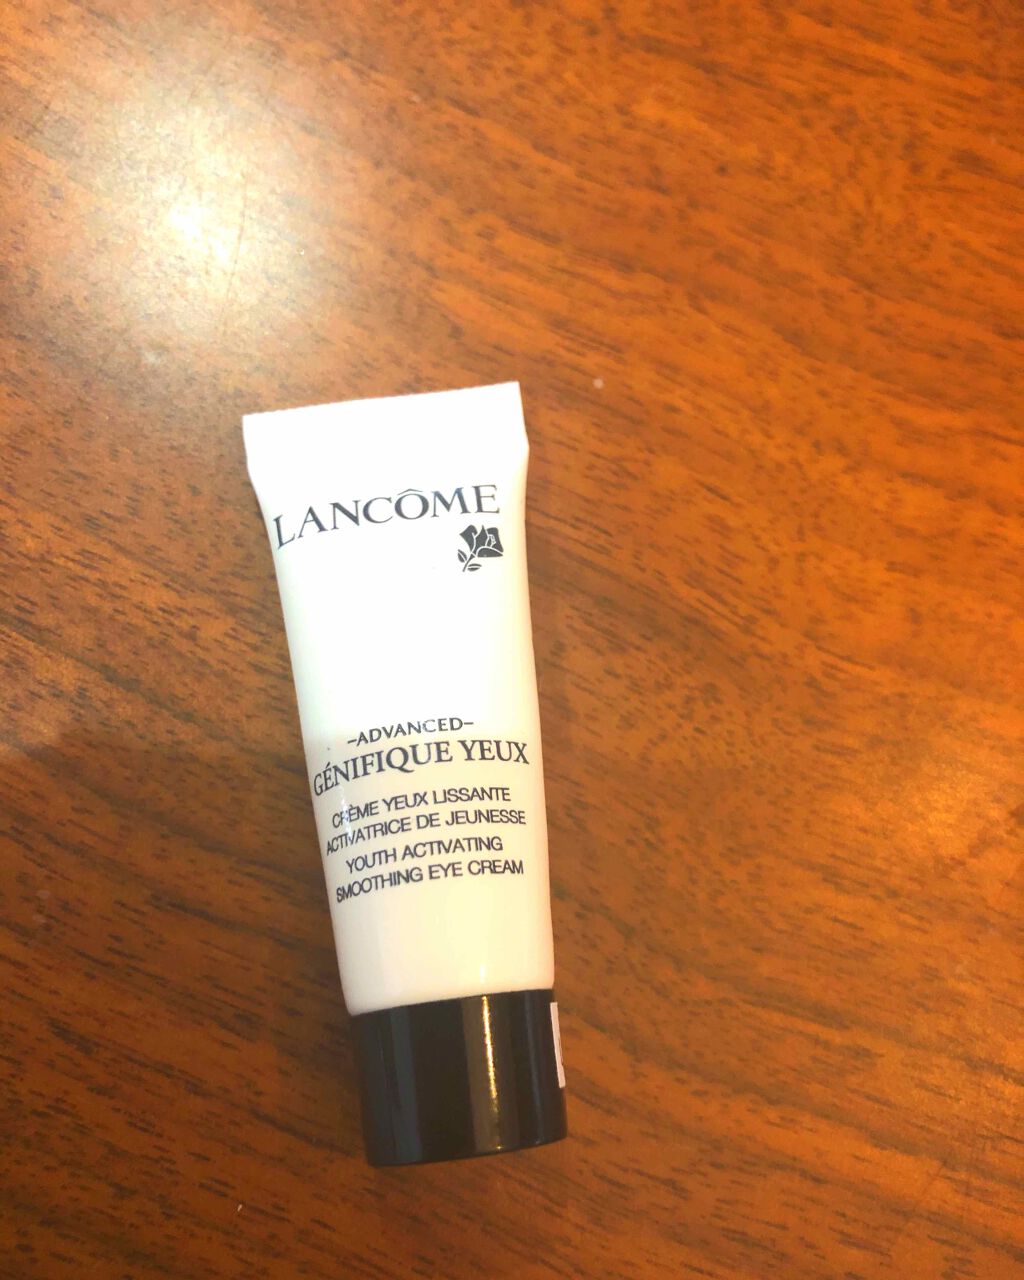 LANCÔME
-ADVANCED-
GÉNIFIQUE YEUX
CRÈME YEUX LISSANTE
ACTIVATRICE DE JEUNESSE
YOUTH ACTIVATING
SMOOTHING EYE CREAM